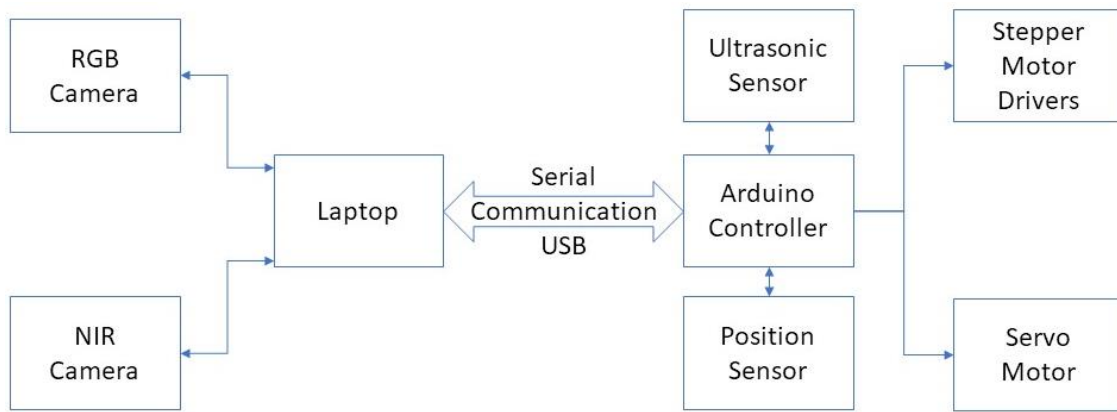 RGB
Camera
Ultrasonic
Sensor
Stepper
Motor
Drivers
Laptop
Serial
Communication
USB
Arduino
Controller
NIR
Camera
Position
Sensor
Servo
Motor